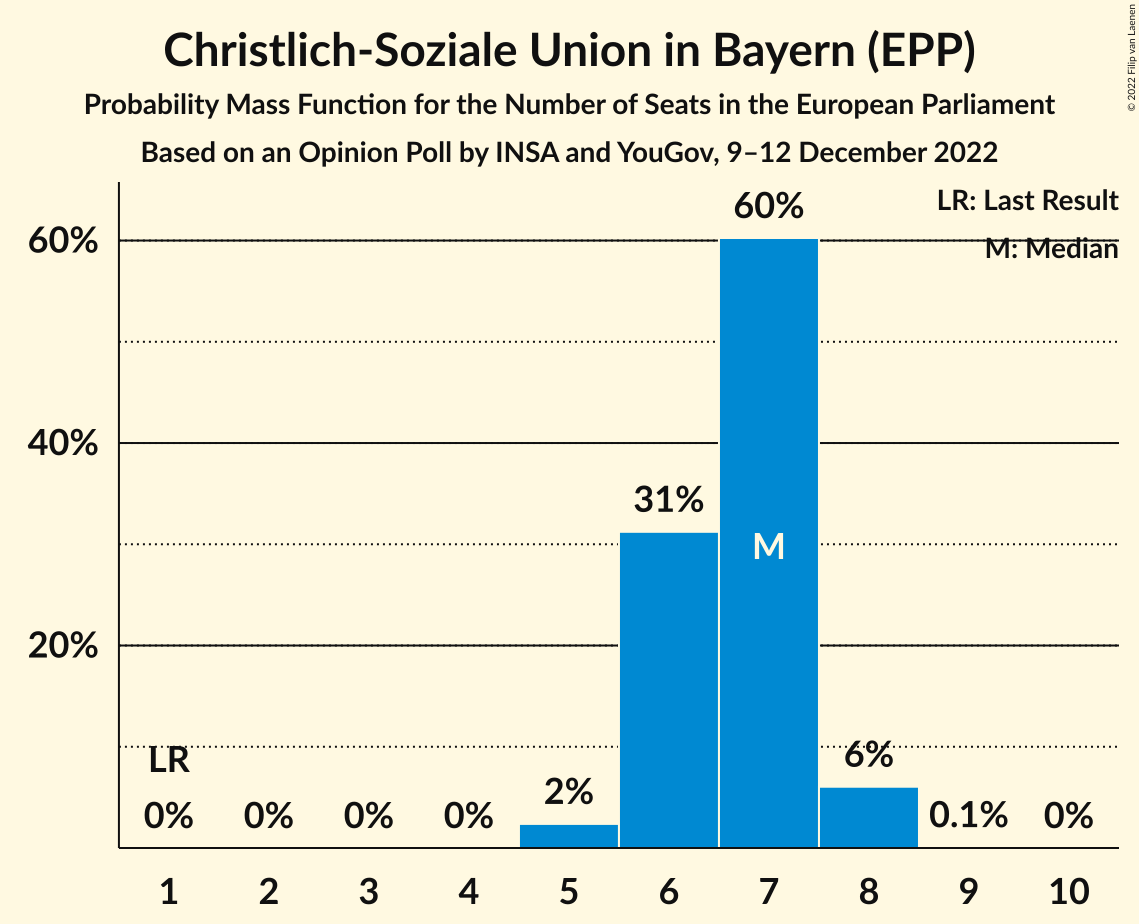 Christlich-Soziale Union in Bayern (EPP)
Probability Mass Function for the Number of Seats in the European Parliament
Based on an Opinion Poll by INSA and YouGov, 9–12 December 2022
© 2022 Filip van Laenen
LR: Last Result
M: Median
60%
40%
20%
LR
0%
0%
0%
0%
2%
31%
60%
M
6%
0.1%
0%
1 2 3 4 5 6 7 8 9 10